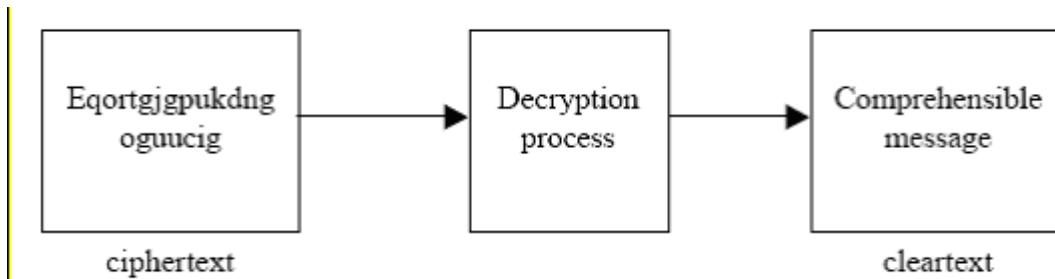 Eqortgjgpukdng
oguucig
Decryption
process
Comprehensible
message
ciphertext
cleartext